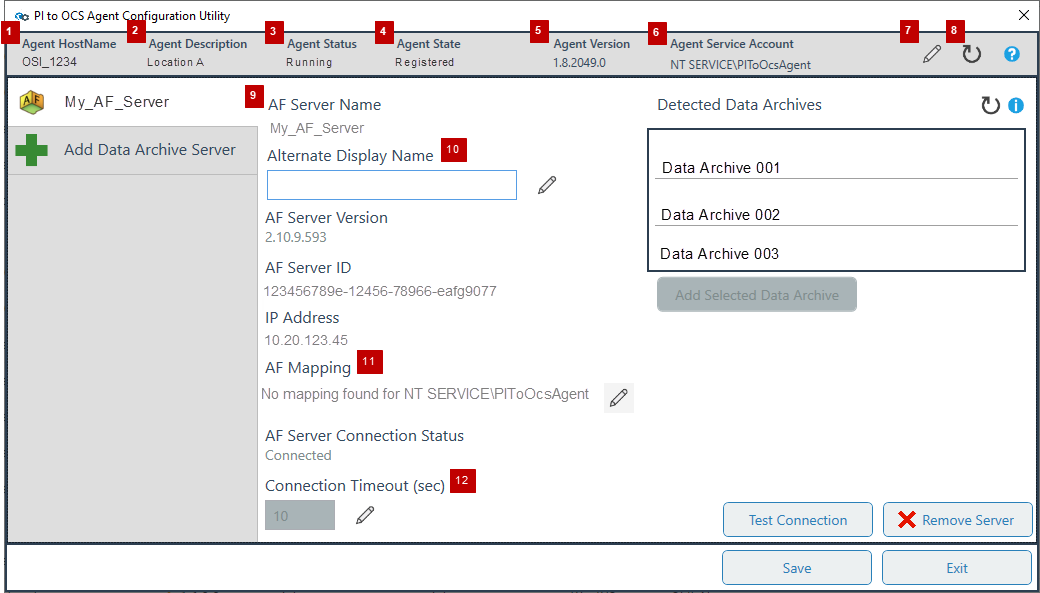 PI to OCS Agent Configuration Utility
1 2 3 4 5 6 7 8
Agent HostName Agent Description Agent Status Agent State Agent Version Agent Service Account
OSI_1234 Location A Running Registered 1.8.2049.0 NT SERVICE\PIToOcsAgent
?
AF My_AF_Server
Add Data Archive Server
9
AF Server Name
My_AF_Server
Alternate Display Name 10
AF Server Version
2.10.9.593
AF Server ID
123456789e-12456-78966-eafg9077
IP Address
10.20.123.45
AF Mapping 11
No mapping found for NT SERVICE\PIToOcsAgent
AF Server Connection Status
Connected
Connection Timeout (sec) 12
10
Detected Data Archives
i
Data Archive 001
Data Archive 002
Data Archive 003
Add Selected Data Archive
Test Connection Remove Server
Save Exit